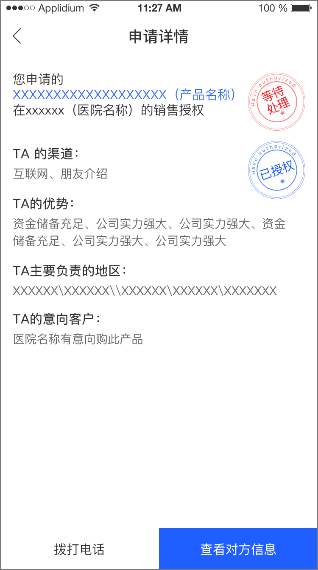 Applidium
11:27 AM
100 %
申请详情
您申请的
XXXXXXXXXXXXXXXXXXX（产品名称）
在xxxxxx（医院名称）的销售授权
have authorized
等待
处理
TA 的渠道：
互联网、朋友介绍
have authorized
已授权
TA的优势：
资金储备充足、公司实力强大、公司实力强大、资金
储备充足、公司实力强大、公司实力强大
TA主要负责的地区：
XXXXXX\XXXXXX\\XXXXXX\XXXXXX\XXXXXXX
TA的意向客户：
医院名称有意向购此产品
拨打电话
查看对方信息